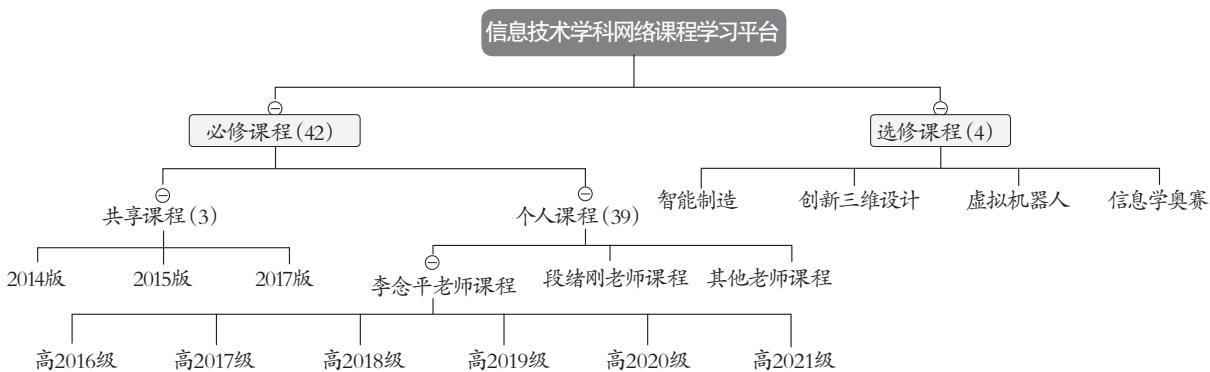 信息技术学科网络课程学习平台
必修课程(42)
选修课程(4)
共享课程(3)
个人课程(39)
智能制造
创新三维设计
虚拟机器人
信息学奥赛
2014版
2015版
2017版
李念平老师课程
段绪刚老师课程
其他老师课程
高2016级
高2017级
高2018级
高2019级
高2020级
高2021级